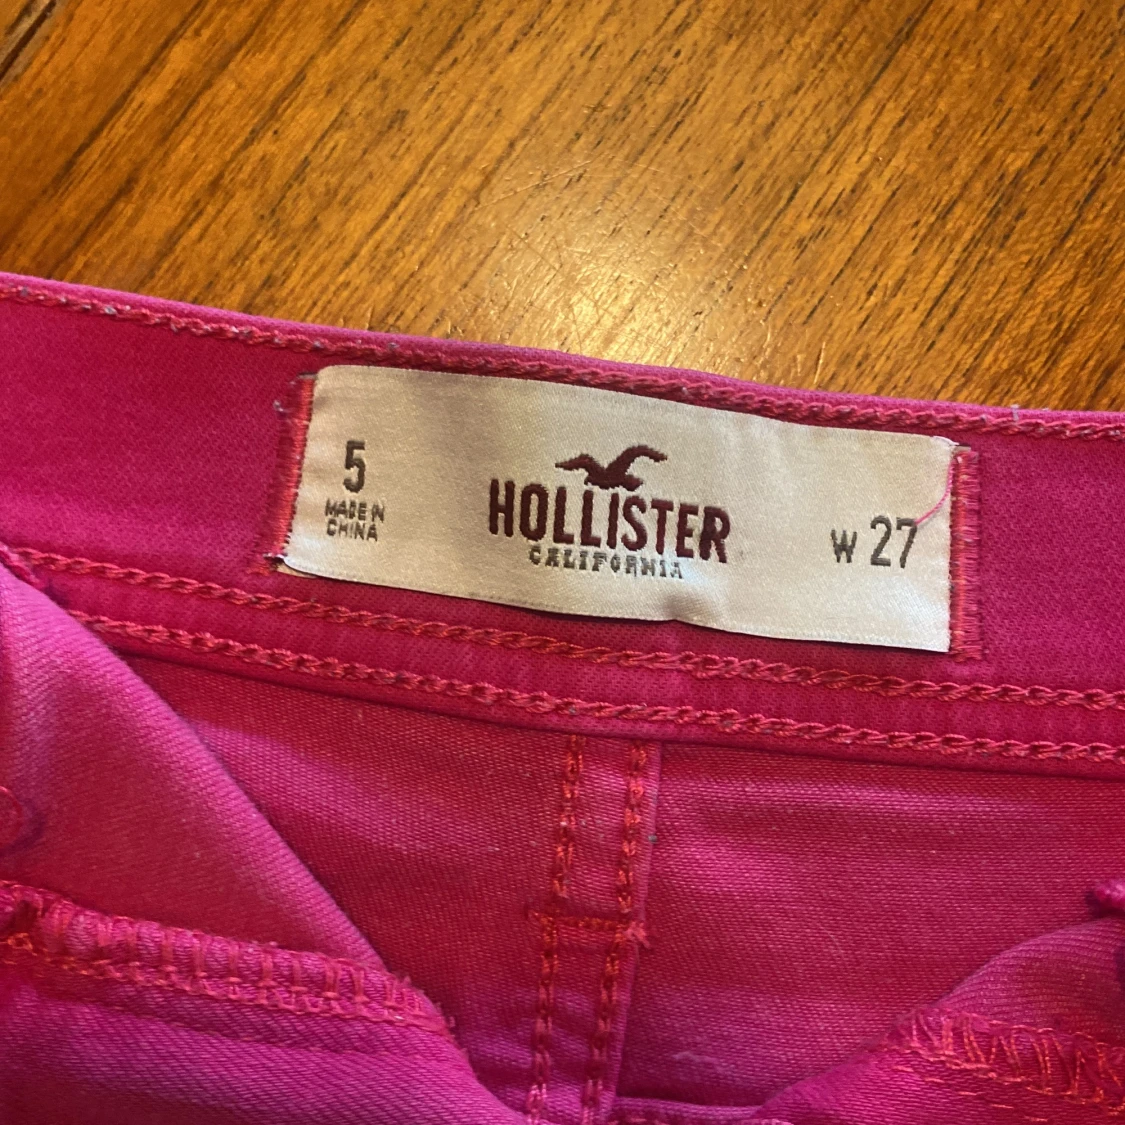 5
MADE IN
CHINA
HOLLISTER
CALIFORNIA
W 27